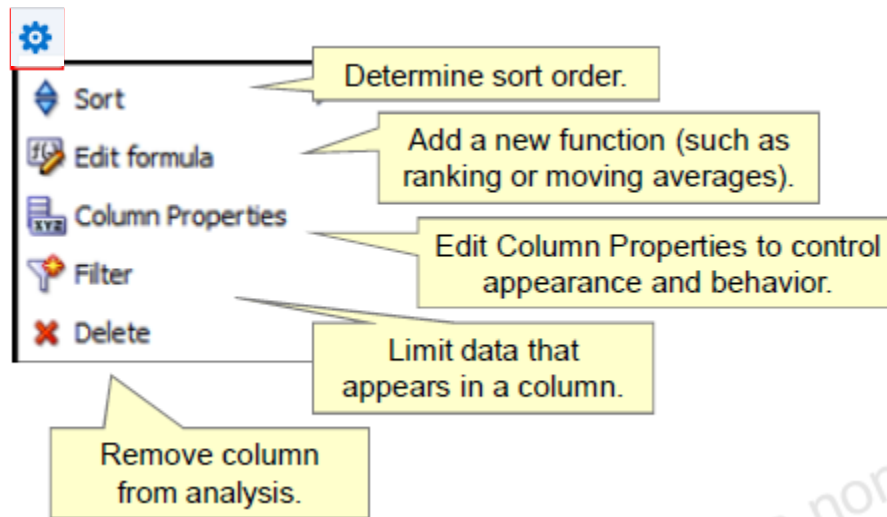 Sort
Determine sort order.
Edit formula
Add a new function (such as
ranking or moving averages).
Column Properties
Edit Column Properties to control
appearance and behavior.
Filter
Limit data that
appears in a column.
Delete
Remove column
from analysis.